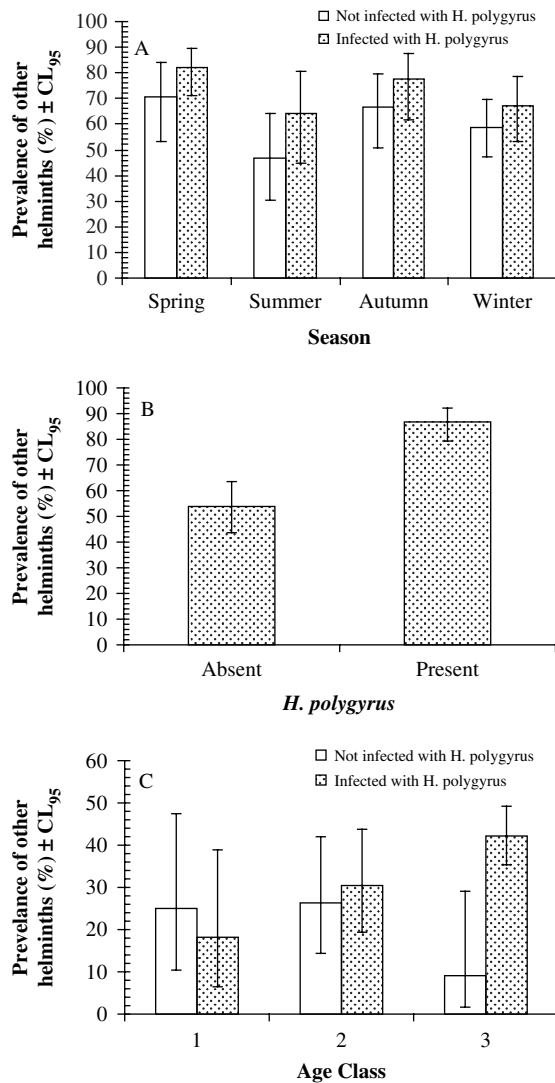 Not infected with H. polygyrus
Infected with H. polygyrus
A
Prevalence of other
helminths (%) ± CL95
100
90
80
70
60
50
40
30
20
10
0
Spring Summer Autumn Winter
Season
B
Prevalence of other
helminths (%) ± CL95
100
90
80
70
60
50
40
30
20
10
0
Absent Present
H. polygyrus
Not infected with H. polygyrus
Infected with H. polygyrus
C
Prevelance of other
helminths (%) ± CL95
60
50
40
30
20
10
0
1 2 3
Age Class